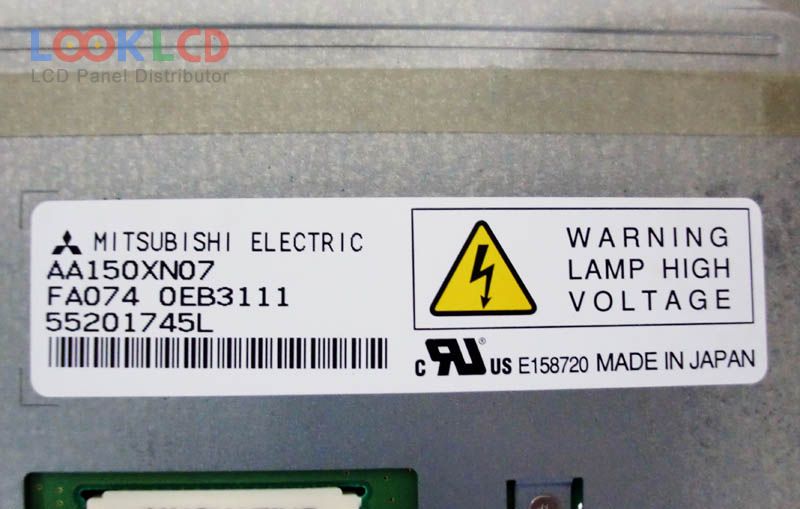 LOOKLCD
LCD Panel Distributor
MITSUBISHI ELECTRIC
AA150XN07
FA074 0EB3111
55201745L
WARNING
LAMP HIGH
VOLTAGE
c RU ® US E158720 MADE IN JAPAN